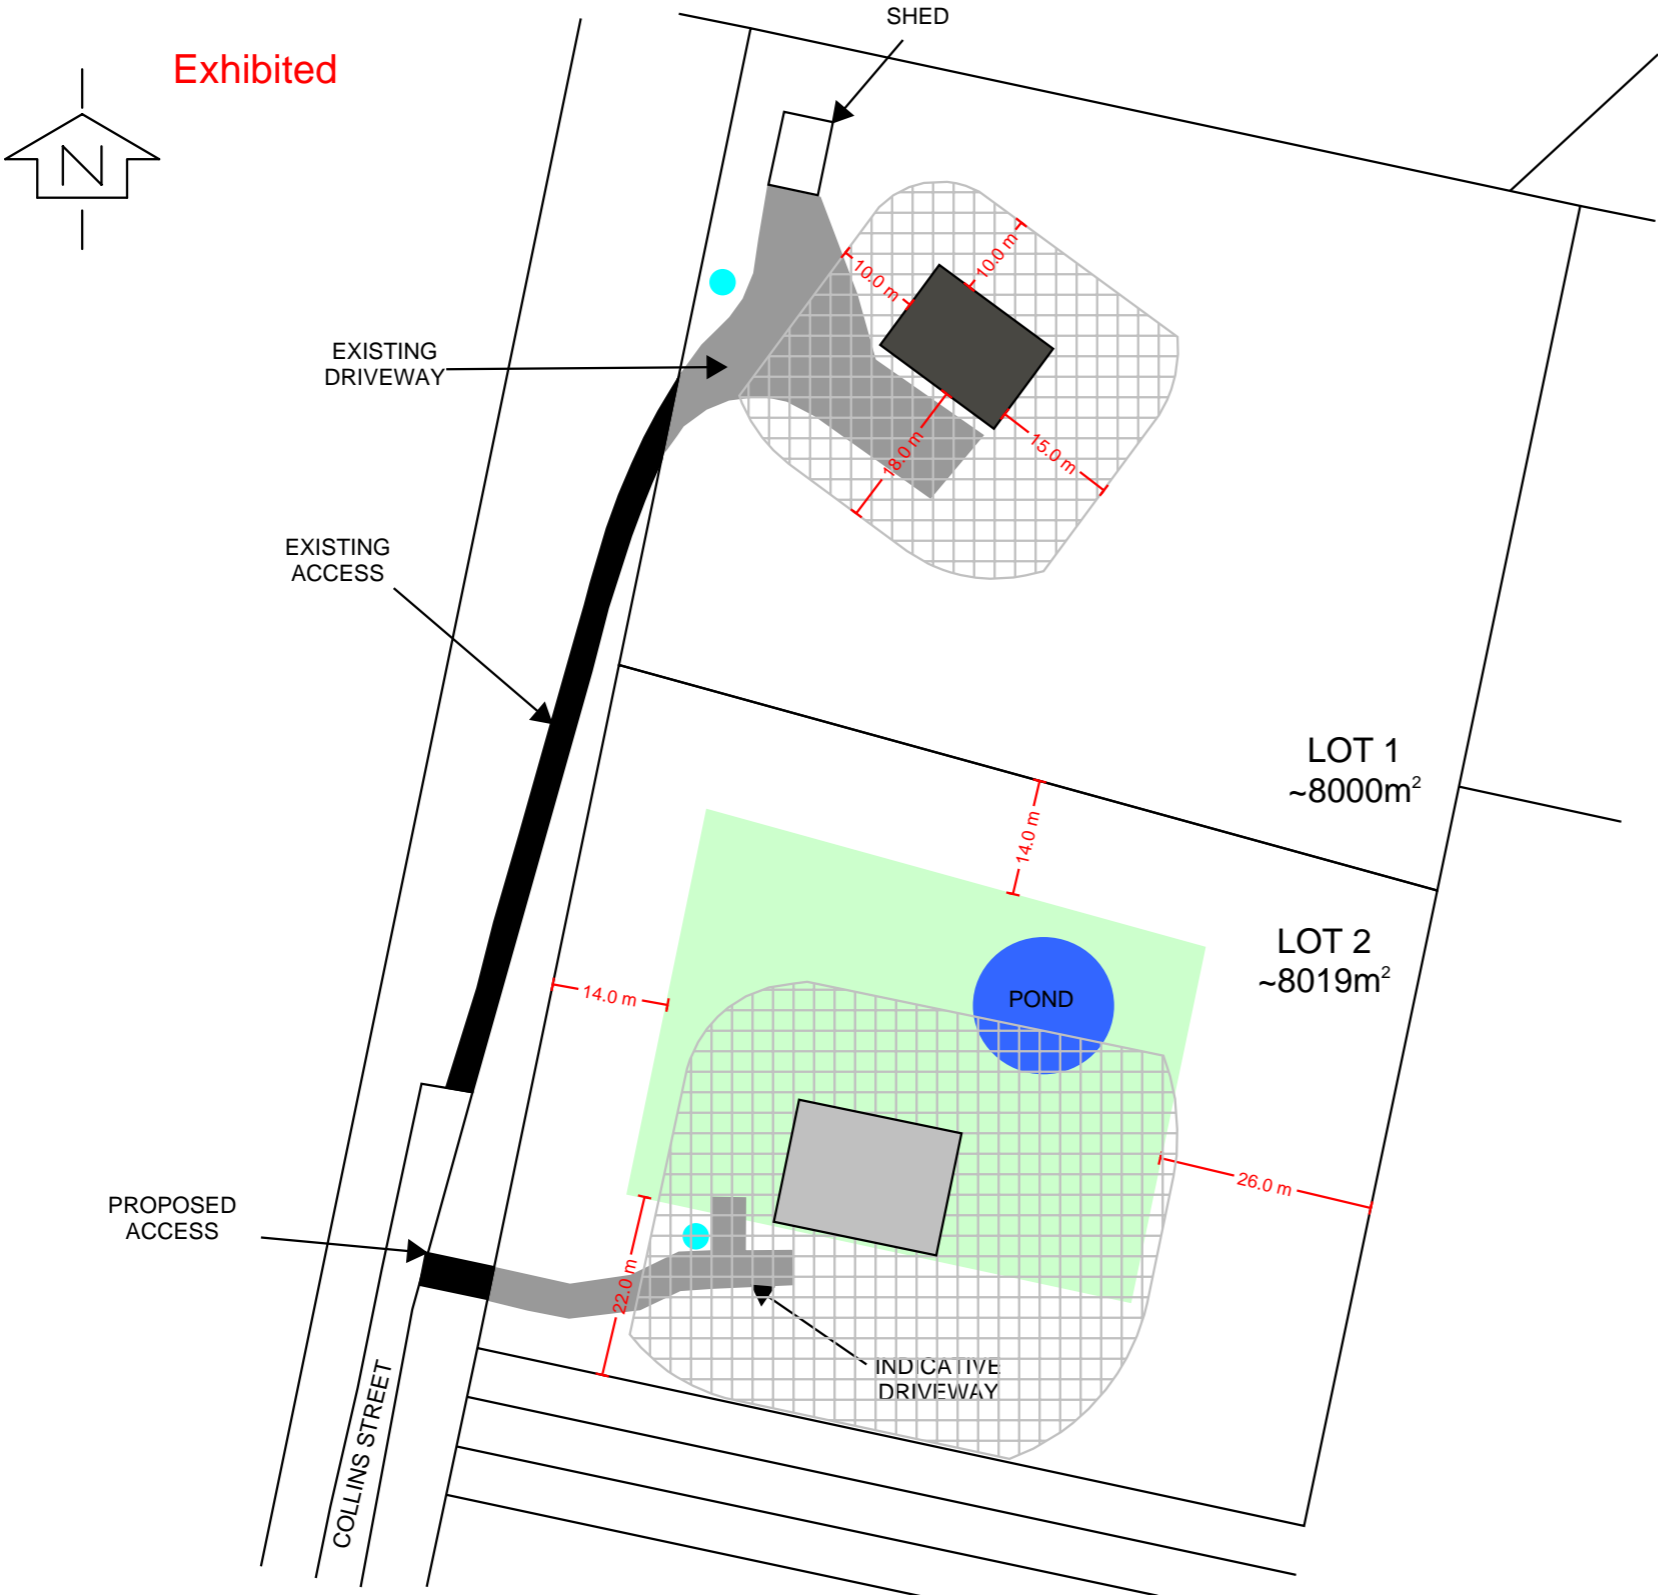 SHED
Exhibited
N
10.0 m
10.0 m
EXISTING
DRIVEWAY
18.0 m
15.0 m
EXISTING
ACCESS
LOT 1
~8000m²
14.0 m
LOT 2
~8019m²
14.0 m
POND
26.0 m
PROPOSED
ACCESS
22.0 m
INDICATIVE
DRIVEWAY
COLLINS STREET